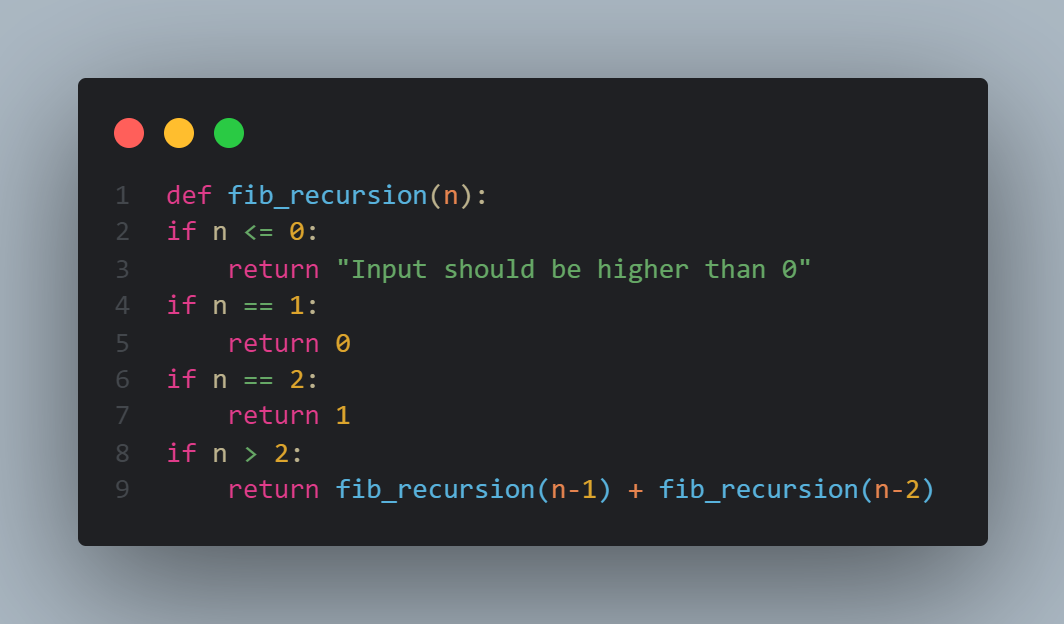 1 def fib_recursion(n):
2 if n <= 0:
3     return "Input should be higher than 0"
4 if n == 1:
5     return 0
6 if n == 2:
7     return 1
8 if n > 2:
9     return fib_recursion(n-1) + fib_recursion(n-2)